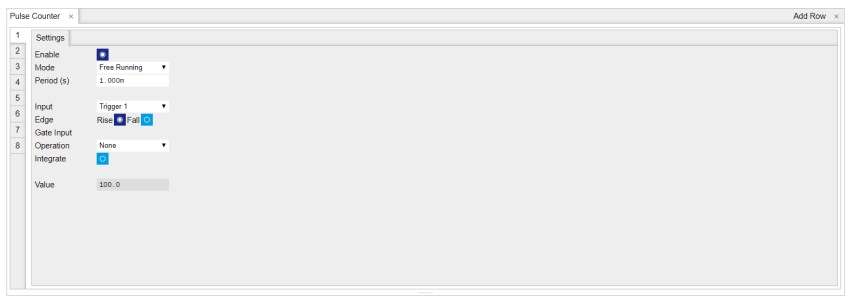 Pulse Counter × Add Row ×
1 Settings
2 Enable
3 Mode Free Running ▼
4 Period (s) 1.000m
5
6 Input Trigger 1 ▼
Edge Rise Fall
7 Gate Input
8 Operation None ▼
Integrate
Value 100.0